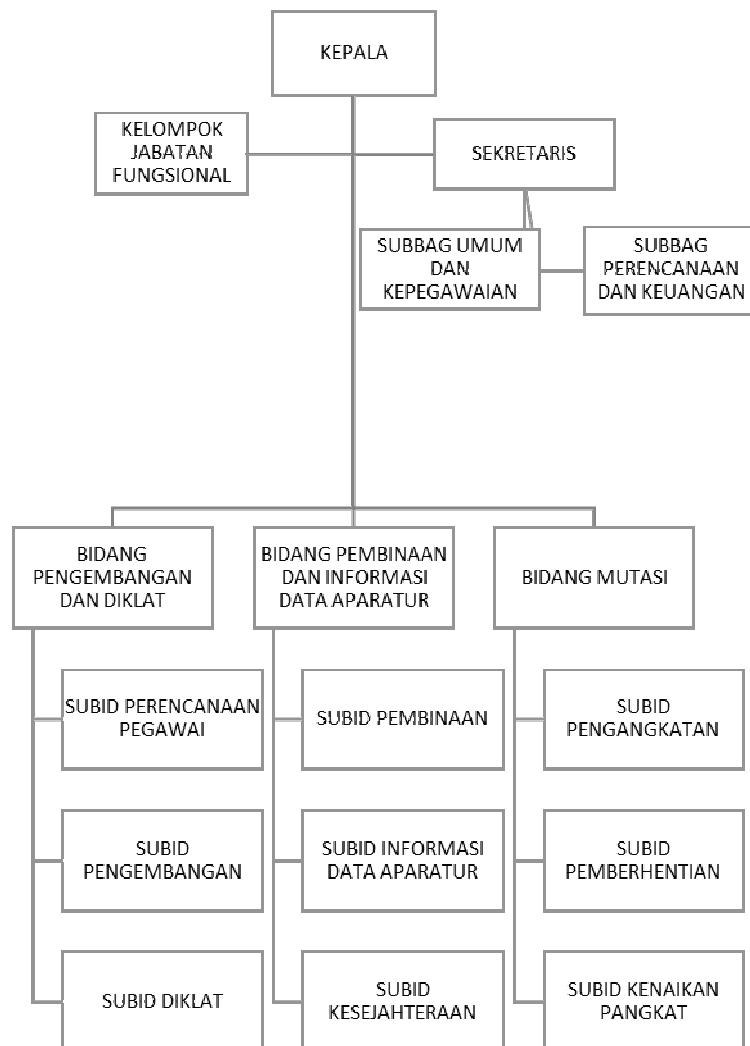 KEPALA
KELOMPOK
JABATAN
FUNGSIONAL
SEKRETARIS
SUBBAG UMUM
DAN
KEPEGAWAIAN
SUBBAG
PERENCANAAN
DAN KEUANGAN
BIDANG
PENGEMBANGAN
DAN DIKLAT
BIDANG PEMBINAAN
DAN INFORMASI
DATA APARATUR
BIDANG MUTASI
SUBID PERENCANAAN
PEGAWAI
SUBID PEMBINAAN
SUBID
PENGANGKATAN
SUBID
PENGEMBANGAN
SUBID INFORMASI
DATA APARATUR
SUBID
PEMBERHENTIAN
SUBID DIKLAT
SUBID
KESEJAHTERAAN
SUBID KENAIKAN
PANGKAT